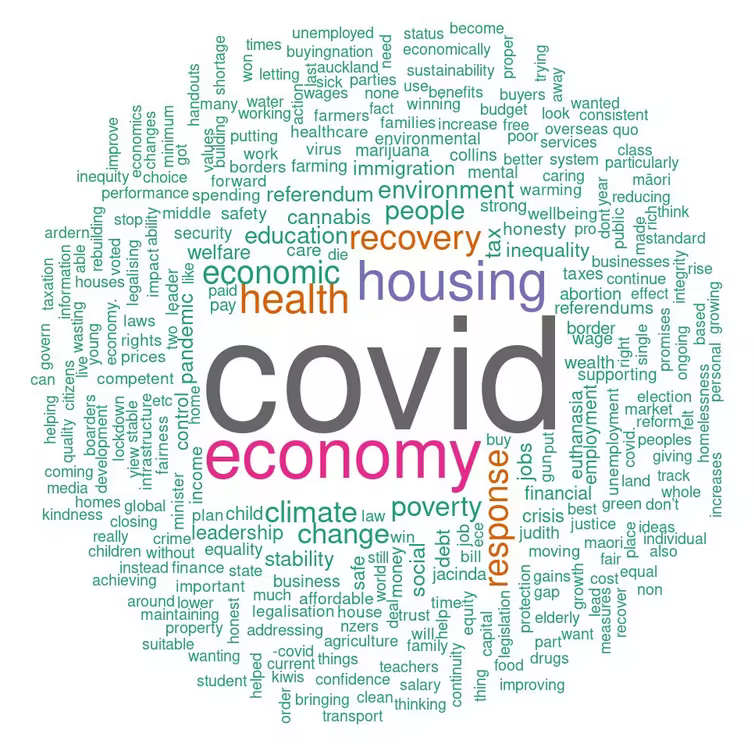 unemployed
status
become
times
buyingnation
need
economically
proper
trying
shortage
won
letting
last
auckland
sustainability
away
handouts
sick
parties
use
benefits
many
water
action
wages
none
winning
buyers
wanted
working
farmers
fact
budget
look
consistent
values
building
putting
healthcare
families
increase
free
overseas
quo
improve
economics
changes
minimum
got
work
virus
marijuana
environmental
poor
services
class
borders
farming
immigration
collins
better
system
particularly
inequity
choice
forward
mental
caring
māori
performance
spending
referendum
environment
warming
dont
year
reducing
ardern
stop
middle
safety
cannabis
people
strong
wellbeing
public
made
rich
think
rebuilding
voted
legalising
ability
security
education
recovery
tax
honesty
pro
standard
information
able
impact
welfare
care
die
inequality
businesses
integrity
rise
taxation
houses
like
economic
housing
taxes
continue
leader
paid
health
abortion
effect
wasting
economy.
two
pay
referendums
growing
govern
live
young
laws
pandemic
covid
border
wage
right
single
promises
ongoing
based
personal
rights
prices
wealth
can
citizens
competent
supporting
helping
quality
boarders
lockdown
view
stable
etc
infrastructure
fairness
control
home
economy
euthanasia
employment
unemployment
covid,
election
market
reform
felt
homelessness
development
buy
gun
put
jobs
peoples
giving
coming
media
income
response
financial
land
track
whole
increases
homes
global
minister
plan
child
climate
law
poverty
best
green
don't
kindness
closing
crime
leadership
change
win
job
ece
crisis
justice
ideas
really
judith
maori
place
individual
children
without
equality
stability
safe
still
social
debt
bill
moving
fair
also
instead
finance
state
world
money
jacinda
gains
growth
equal
achieving
important
business
gap
cost
non
around
lower
much
affordable
deal
time
equity
capital
legislation
protection
lead
measures
recover
maintaining
honest
legalisation
house
trust
help
elderly
property
addressing
nzers
will
want
suitable
agriculture
family
part
wanting
-covid
drugs
current
things
teachers
continuity
food
student
helped
kiwis
confidence
salary
thing
improving
order
bringing
clean
thinking
transport